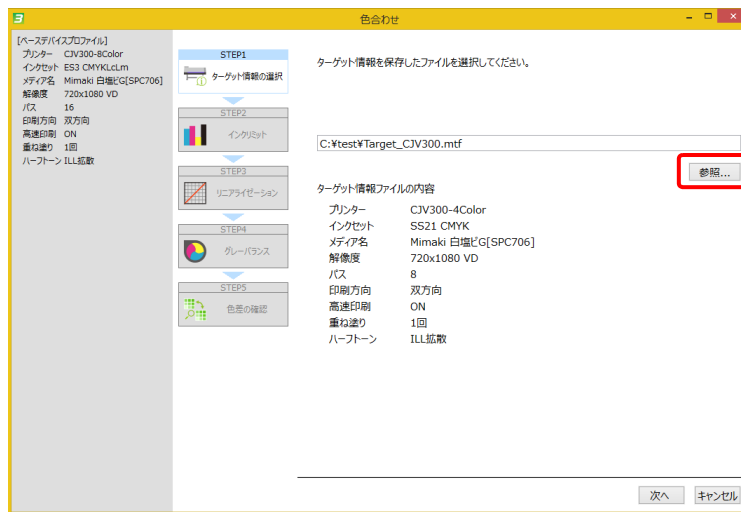 色合わせ
[ベースデバイスプロファイル]
プリンター CJV300-8Color
インクセット ES3 CMYKLcLm
メディア名 Mimaki 白塩ビG[SPC706]
解像度 720x1080 VD
パス 16
印刷方向 双方向
高速印刷 ON
重ね塗り 1回
ハーフトーン ILL拡散
STEP1
ターゲット情報の選択
STEP2
インクリミット
STEP3
リニアライゼーション
STEP4
グレーバランス
STEP5
色差の確認
ターゲット情報を保存したファイルを選択してください。
C:¥test¥Target_CJV300.mtf
参照...
ターゲット情報ファイルの内容
プリンター CJV300-4Color
インクセット SS21 CMYK
メディア名 Mimaki 白塩ビG[SPC706]
解像度 720x1080 VD
パス 8
印刷方向 双方向
高速印刷 ON
重ね塗り 1回
ハーフトーン ILL拡散
次へ キャンセル